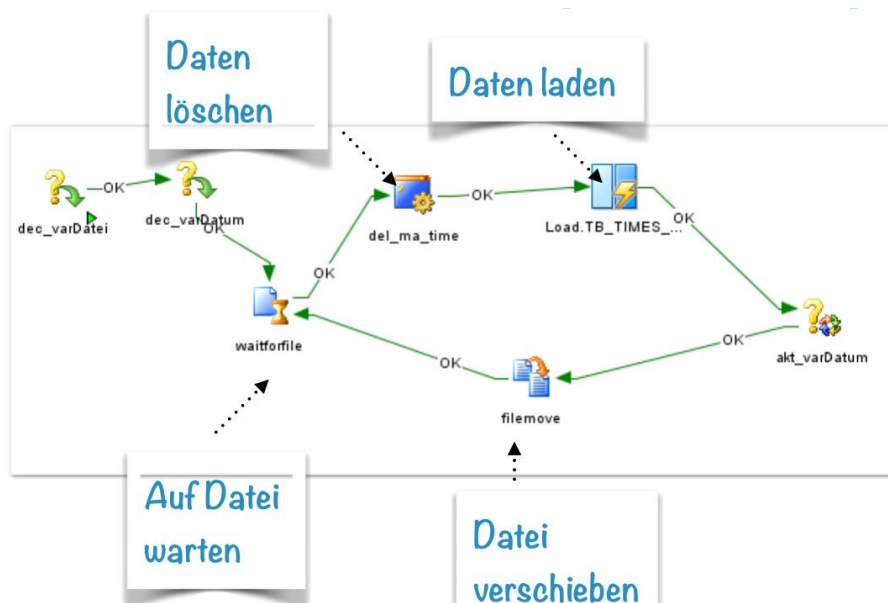 Daten
löschen
Daten laden
OK
dec_varDatei
dec_varDatum
OK
OK
del_ma_time
OK
Load.TB_TIMES_...
OK
waitforfile
OK
filemove
OK
akt_varDatum
Auf Datei
warten
Datei
verschieben